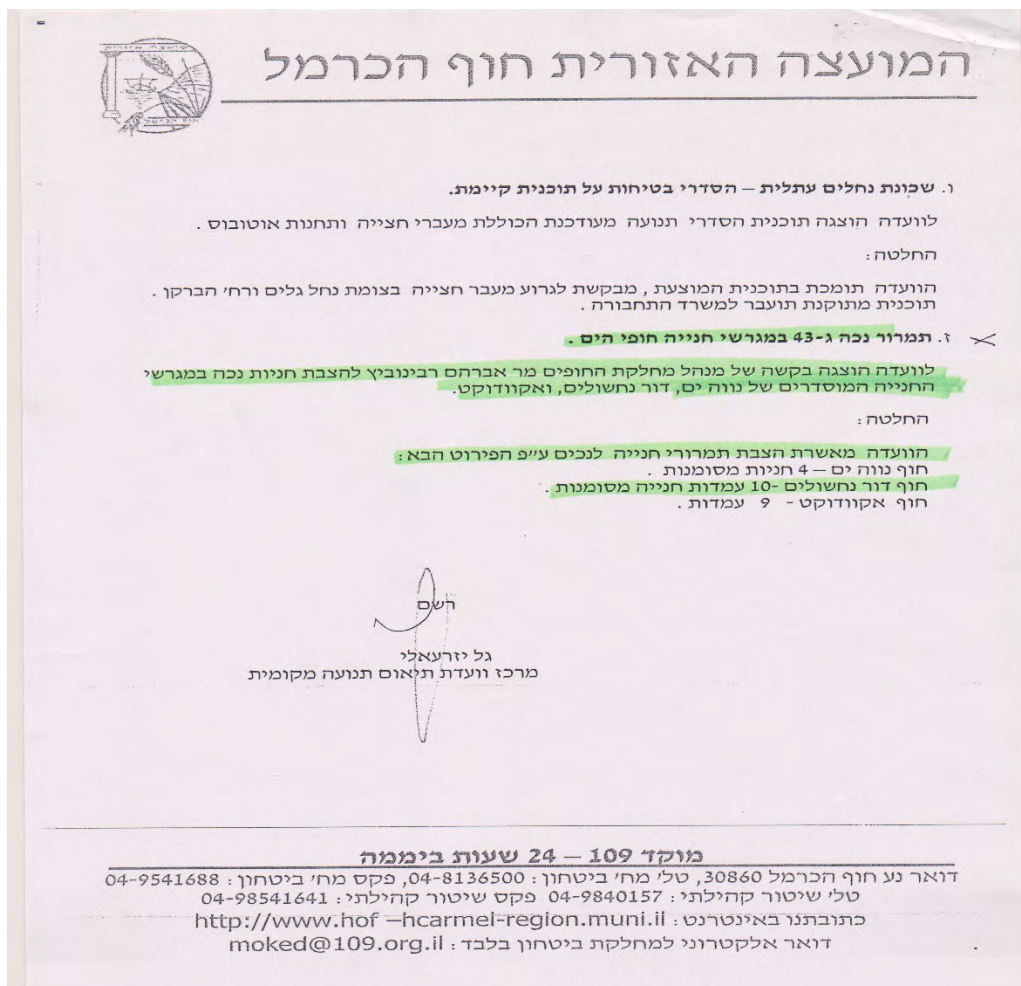 המועצה האזורית חוף הכרמל
ו. שכונת נחלים עתלית – הסדרי בטיחות על תוכנית קיימת.
לוועדה הוצגה תוכנית הסדרי תנועה מעודכנת הכוללת מעברי חצייה ותחנות אוטובוס .
החלטה :
הוועדה תומכת בתוכנית המוצעת , מבקשת לגרוע מעבר חצייה בצומת נחל גלים ורח׳ הברקן .
תוכנית מתוקנת תועבר למשרד התחבורה .
ז. תמרור נכה ג-43 במגרשי חנייה חופי הים .
לוועדה הוצגה בקשה של מנהל מחלקת החופים מר אברהם רבינוביץ להצבת חניות נכה במגרשי
החנייה המוסדרים של נווה ים, דור נחשולים, ואקוודוקט.
החלטה :
הוועדה מאשרת הצבת תמרורי חנייה לנכים ע״פ הפירוט הבא :
חוף נווה ים – 4 חניות מסומנות .
חוף דור נחשולים -10 עמדות חנייה מסומנות .
חוף אקוודוקט - 9 עמדות .
רשם
גל יזרעאלי
מרכז וועדת תיאום תנועה מקומית
מוקד 109 – 24 שעות ביממה
דואר נע חוף הכרמל 30860, טל׳ מח׳ ביטחון : 04-8136500, פקס מח׳ ביטחון : 04-9541688
טל׳ שיטור קהילתי : 04-9840157 פקס שיטור קהילתי : 04-98541641
כתובתנו באינטרנט : http://www.hof –hcarmel-region.muni.il
דואר אלקטרוני למחלקת ביטחון בלבד : moked@109.org.il